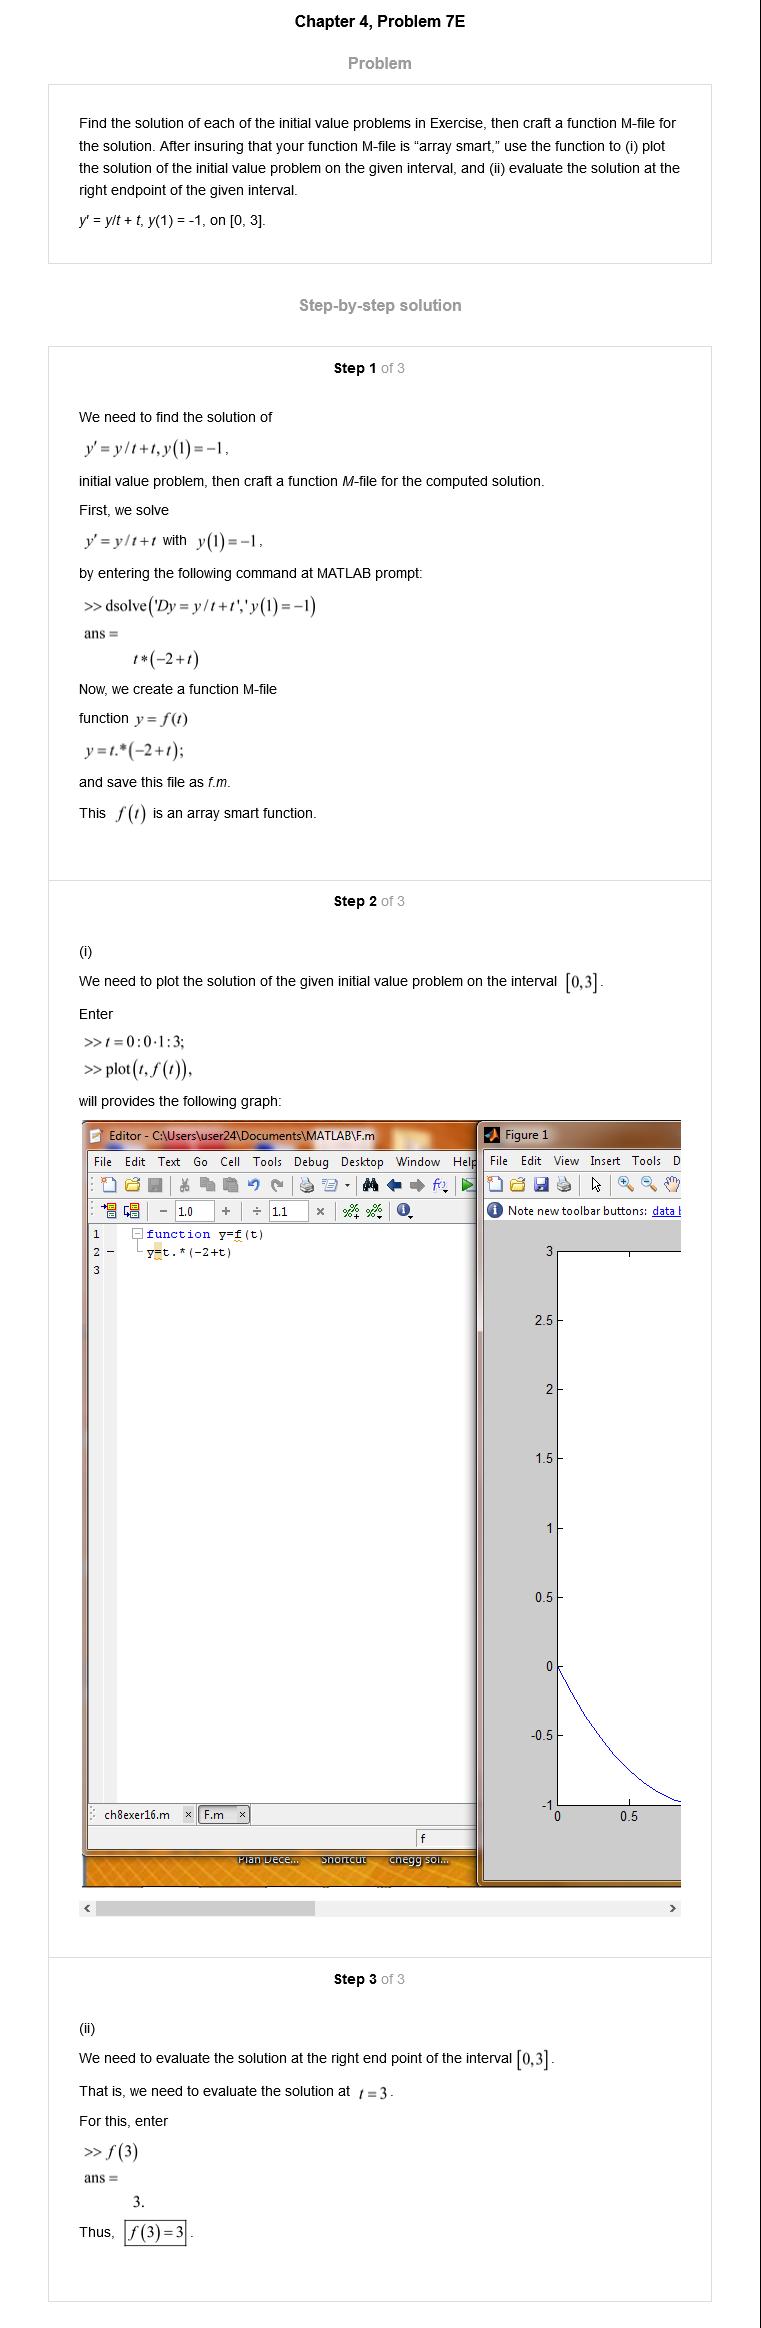 Chapter 4, Problem 7E
Problem
Find the solution of each of the initial value problems in Exercise, then craft a function M-file for
the solution. After insuring that your function M-file is “array smart,” use the function to (i) plot
the solution of the initial value problem on the given interval, and (ii) evaluate the solution at the
right endpoint of the given interval.
y' = y/t + t, y(1) = -1, on [0, 3].
Step-by-step solution
Step 1 of 3
We need to find the solution of
y′ = y / t + t, y(1) = −1,
initial value problem, then craft a function M-file for the computed solution.
First, we solve
y′ = y / t + t with y(1) = −1,
by entering the following command at MATLAB prompt:
>> dsolve('Dy = y / t + t',' y(1) = −1)
ans =
t * (−2 + t)
Now, we create a function M-file
function y = f(t)
y = t.* (−2 + t);
and save this file as f.m.
This f(t) is an array smart function.
Step 2 of 3
(i)
We need to plot the solution of the given initial value problem on the interval [0,3].
Enter
>> t = 0 : 0·1 : 3;
>> plot(t, f(t)),
will provides the following graph:
Editor - C:\Users\user24\Documents\MATLAB\F.m
File Edit Text Go Cell Tools Debug Desktop Window Help
− 1.0 + ÷ 1.1 ×
1 function y=f(t)
2 − y=t.*(-2+t)
3
ch8exer16.m × F.m ×
f
Plan Dece... Shortcut chegg sol...
Figure 1
File Edit View Insert Tools D
Note new toolbar buttons: data
3
2.5
2
1.5
1
0.5
0
-0.5
-1
0 0.5
Step 3 of 3
(ii)
We need to evaluate the solution at the right end point of the interval [0,3].
That is, we need to evaluate the solution at t = 3.
For this, enter
>> f(3)
ans =
3.
Thus, f(3) = 3.